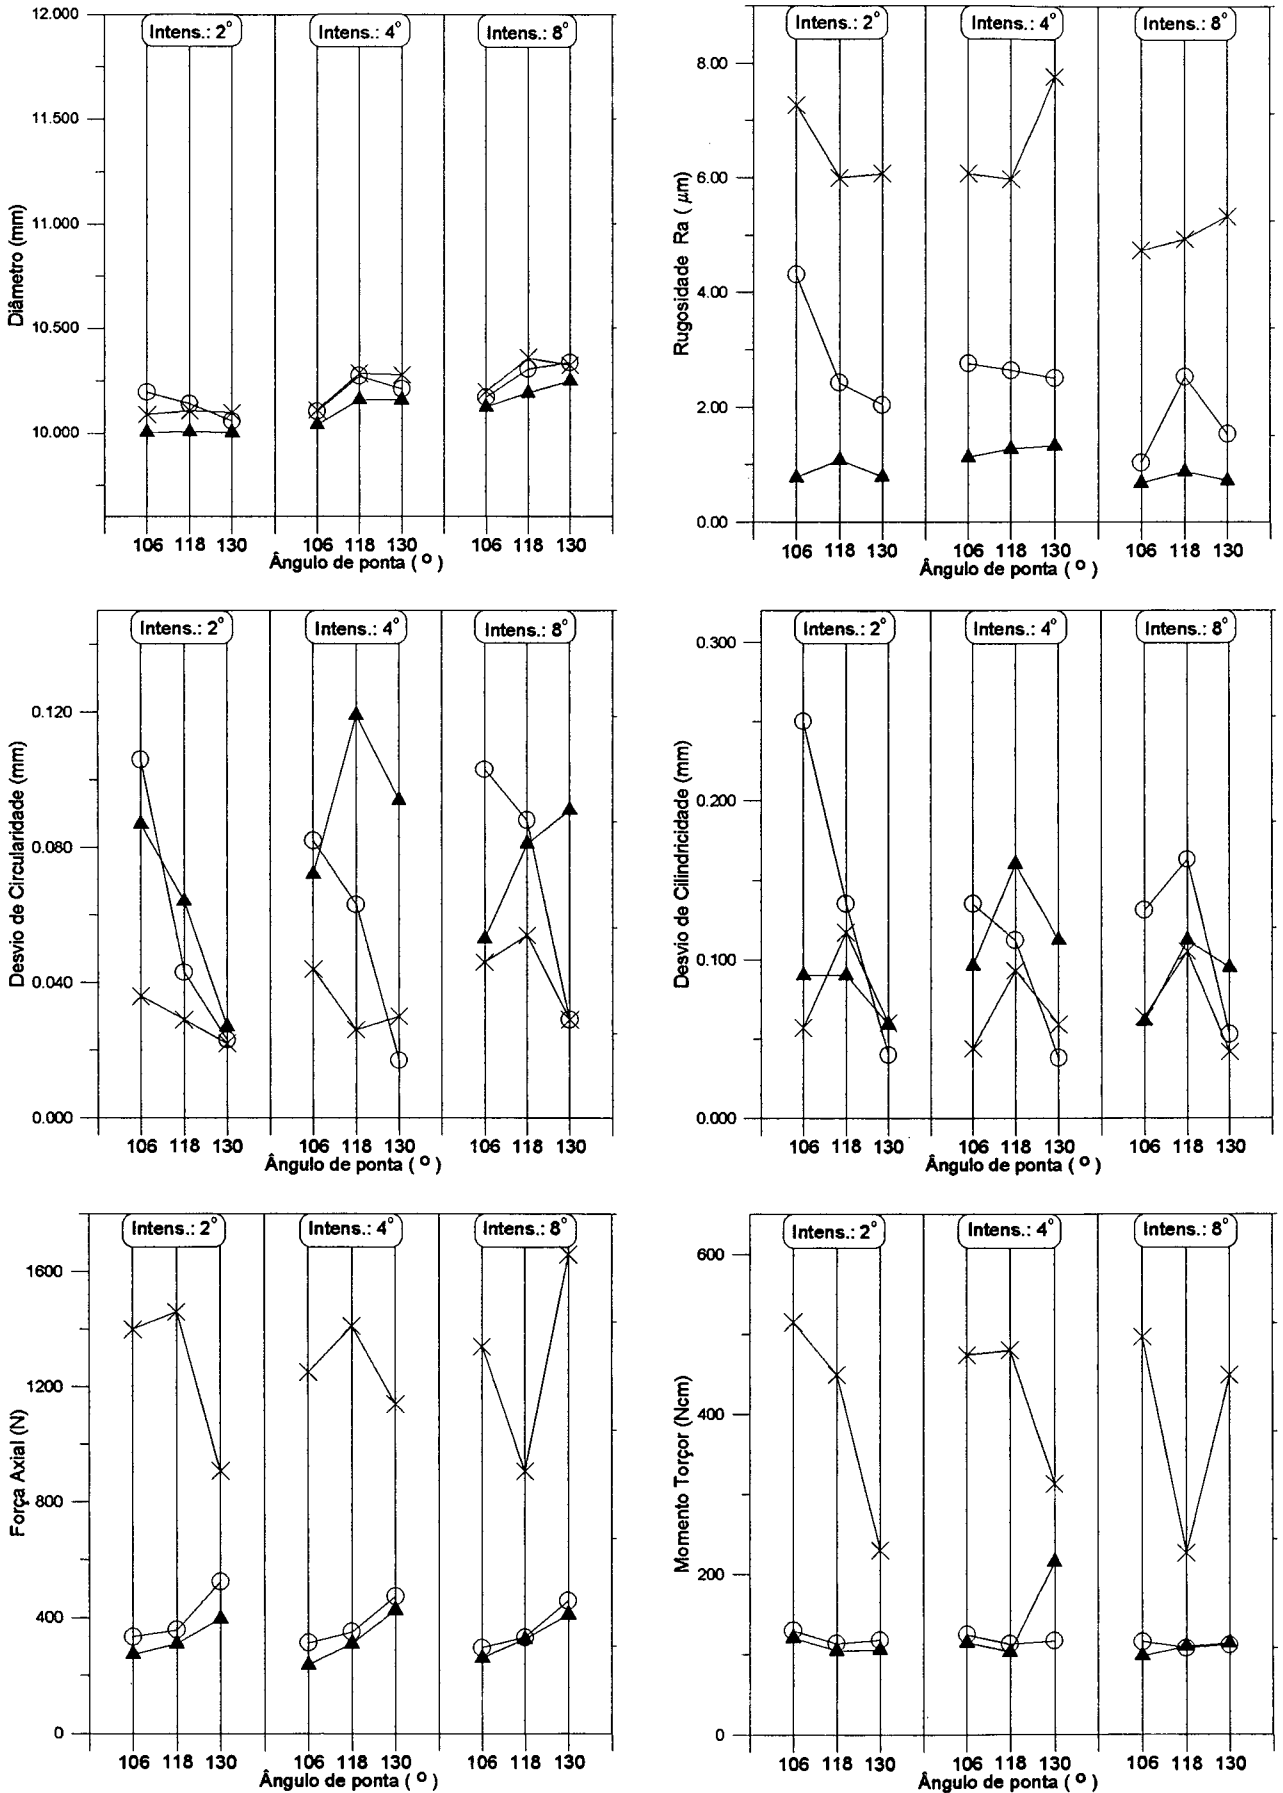 12.000
11.500
11.000
10.500
10.000
Diâmetro (mm)
Intens.: 2°
Intens.: 4°
Intens.: 8°
106 118 130
106 118 130
106 118 130
Ângulo de ponta ( º )
8.00
6.00
4.00
2.00
0.00
Rugosidade Ra ( µm)
Intens.: 2°
Intens.: 4°
Intens.: 8°
106 118 130
106 118 130
106 118 130
Ângulo de ponta ( º )
0.120
0.080
0.040
0.000
Desvio de Circularidade (mm)
Intens.: 2°
Intens.: 4°
Intens.: 8°
106 118 130
106 118 130
106 118 130
Ângulo de ponta ( º )
0.300
0.200
0.100
0.000
Desvio de Cilindricidade (mm)
Intens.: 2°
Intens.: 4°
Intens.: 8°
106 118 130
106 118 130
106 118 130
Ângulo de ponta ( º )
1600
1200
800
400
0
Força Axial (N)
Intens.: 2°
Intens.: 4°
Intens.: 8°
106 118 130
106 118 130
106 118 130
Ângulo de ponta ( º )
600
400
200
0
Momento Torçor (Ncm)
Intens.: 2°
Intens.: 4°
Intens.: 8°
106 118 130
106 118 130
106 118 130
Ângulo de ponta ( º )